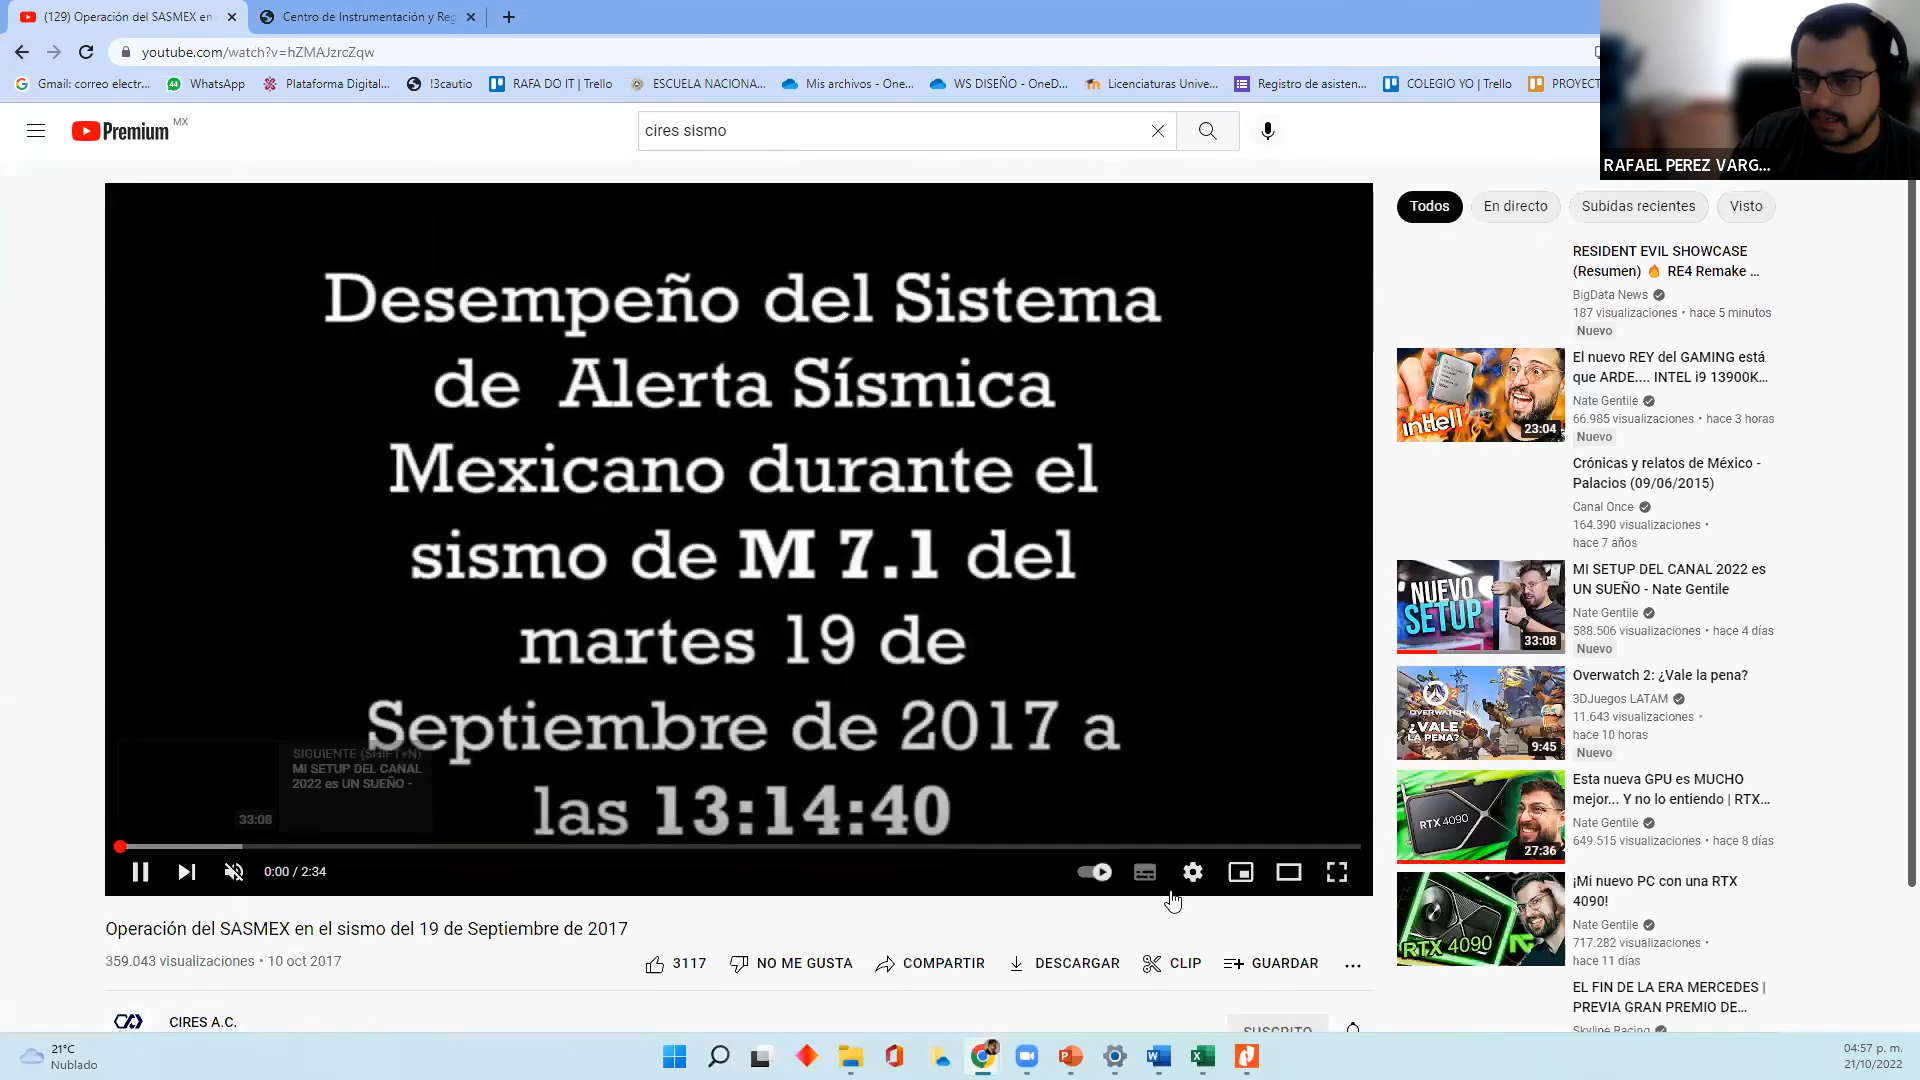 (129) Operación del SASMEX en
Centro de Instrumentación y Reg
youtube.com/watch?v=hZMAJzrcZqw
Gmail: correo electr...
WhatsApp
Plataforma Digital...
!3cautio
RAFA DO IT | Trello
ESCUELA NACIONA...
Mis archivos - One...
WS DISEÑO - OneD...
Licenciaturas Unive...
Registro de asisten...
COLEGIO YO | Trello
PROYECT
RAFAEL PEREZ VARG...
Premium MX
cires sismo
Desempeño del Sistema
de Alerta Sísmica
Mexicano durante el
sismo de M 7.1 del
martes 19 de
Septiembre de 2017 a
las 13:14:40
SIGUIENTE (SHIFT+N)
MI SETUP DEL CANAL
2022 es UN SUEÑO -
33:08
0:00 / 2:34
Operación del SASMEX en el sismo del 19 de Septiembre de 2017
359.043 visualizaciones • 10 oct 2017
3117
NO ME GUSTA
COMPARTIR
DESCARGAR
CLIP
GUARDAR
CIRES A.C.
SUSCRITO
Todos
En directo
Subidas recientes
Visto
RESIDENT EVIL SHOWCASE
(Resumen) 🔥 RE4 Remake ...
BigData News
187 visualizaciones • hace 5 minutos
Nuevo
intell
23:04
El nuevo REY del GAMING está
que ARDE.... INTEL i9 13900K...
Nate Gentile
66.985 visualizaciones • hace 3 horas
Nuevo
Crónicas y relatos de México -
Palacios (09/06/2015)
Canal Once
164.390 visualizaciones •
hace 7 años
NUEVO
SETUP
33:08
MI SETUP DEL CANAL 2022 es
UN SUEÑO - Nate Gentile
Nate Gentile
588.506 visualizaciones • hace 4 días
Nuevo
OVERWATCH
¿VALE
LA PENA?
9:45
Overwatch 2: ¿Vale la pena?
3DJuegos LATAM
11.643 visualizaciones •
hace 10 horas
Nuevo
RTX 4090
27:36
Esta nueva GPU es MUCHO
mejor... Y no lo entiendo | RTX...
Nate Gentile
649.515 visualizaciones • hace 8 días
RTX 4090
¡Mi nuevo PC con una RTX
4090!
Nate Gentile
717.282 visualizaciones •
hace 11 días
EL FIN DE LA ERA MERCEDES |
PREVIA GRAN PREMIO DE...
Skyline Racing
21°C
Nublado
04:57 p. m.
21/10/2022